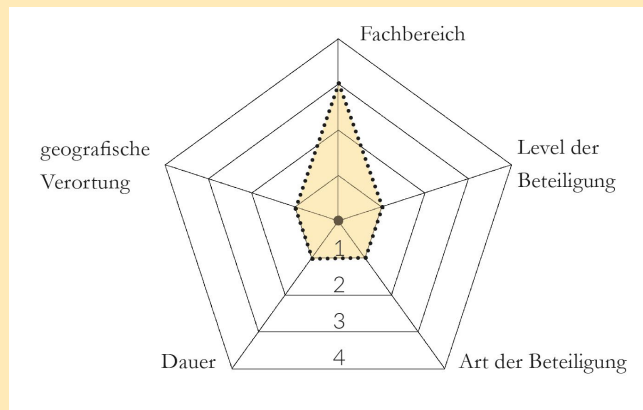 Fachbereich
geografische
Verortung
Level der
Beteiligung
1
2
3
4
Dauer
Art der Beteiligung